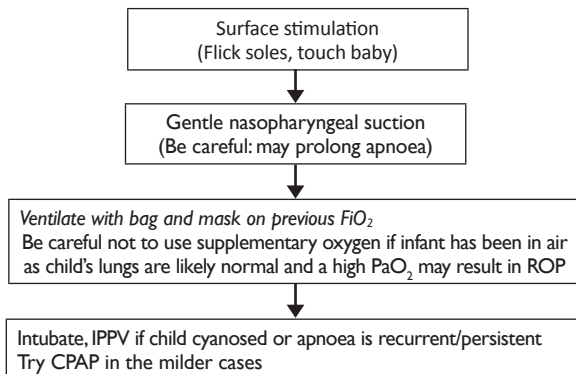 Surface stimulation
(Flick soles, touch baby)
Gentle nasopharyngeal suction
(Be careful: may prolong apnoea)
Ventilate with bag and mask on previous FiO₂
Be careful not to use supplementary oxygen if infant has been in air
as child's lungs are likely normal and a high PaO₂ may result in ROP
Intubate, IPPV if child cyanosed or apnoea is recurrent/persistent
Try CPAP in the milder cases